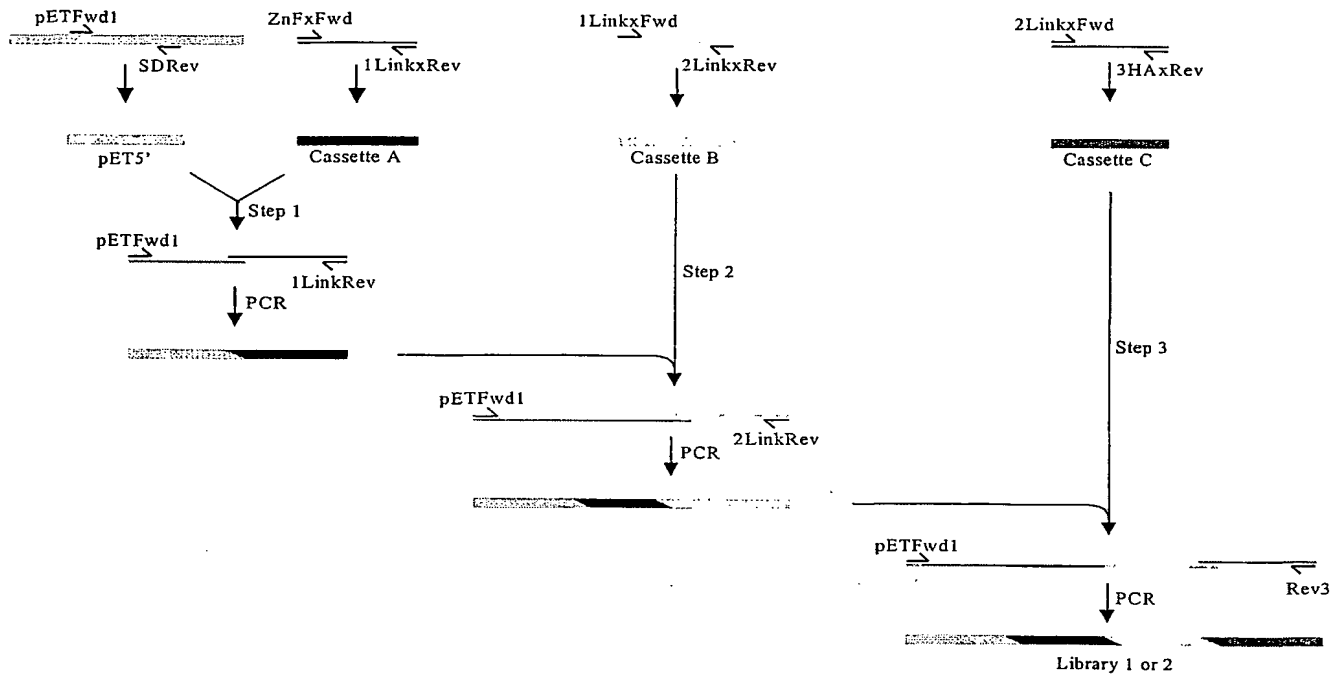 pETFwd1
ZnFxFwd
1LinkxFwd
2LinkxFwd
SDRev
1LinkxRev
2LinkxRev
3HAxRev
pET5'
Cassette A
Cassette B
Cassette C
Step 1
pETFwd1
1LinkRev
Step 2
PCR
Step 3
pETFwd1
2LinkRev
PCR
pETFwd1
Rev3
PCR
Library 1 or 2